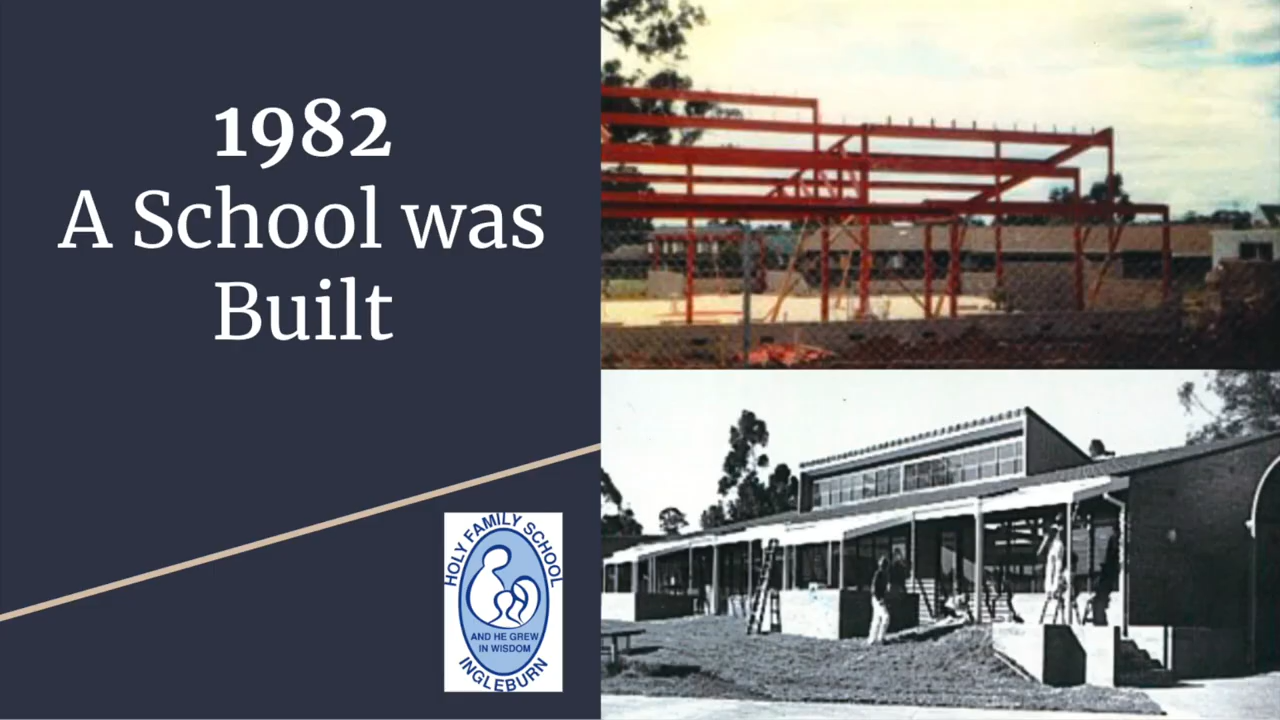 1982
A School was
Built
HOLY FAMILY SCHOOL
AND HE GREW
IN WISDOM
INGLEBURN